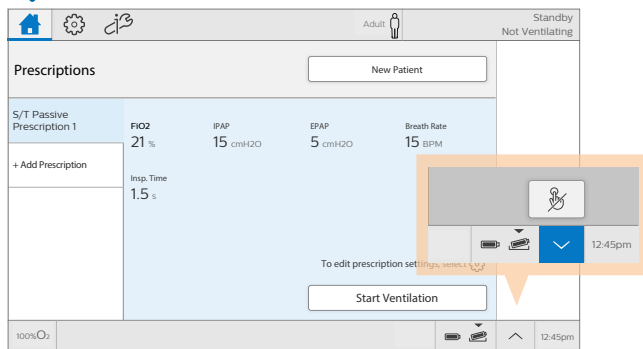 Adult
Standby
Not Ventilating
Prescriptions
New Patient
S/T Passive
Prescription 1
+ Add Prescription
FiO2
21 %
IPAP
15 cmH2O
EPAP
5 cmH2O
Breath Rate
15 BPM
Insp. Time
1.5 s
To edit prescription settings, select
Start Ventilation
12:45pm
100%O2
12:45pm